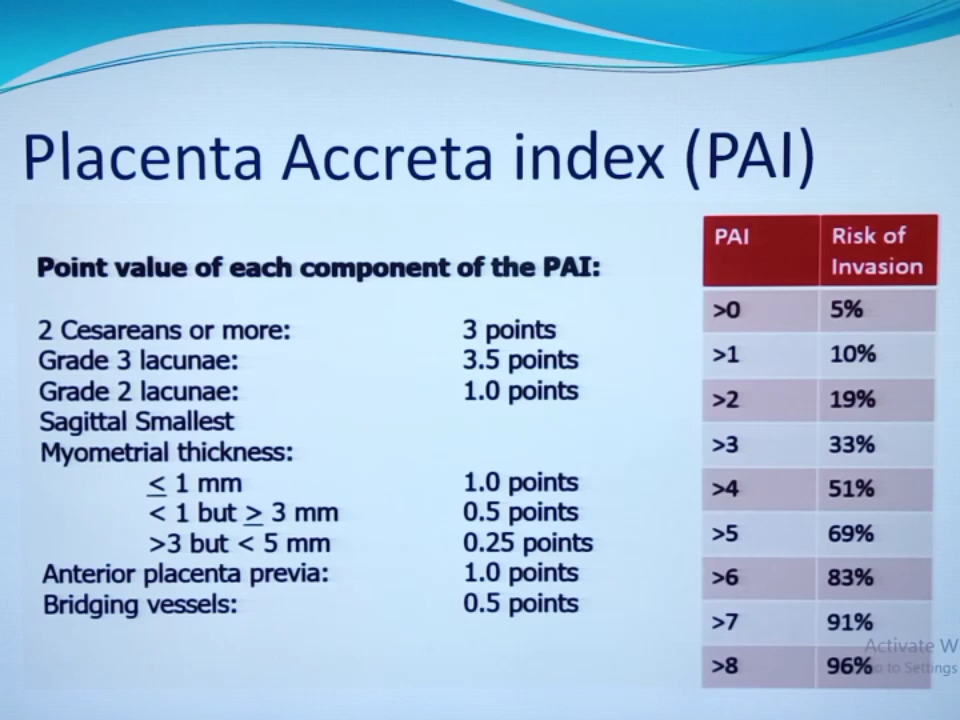 Placenta Accreta index (PAI)
Point value of each component of the PAI:
2 Cesareans or more: 3 points
Grade 3 lacunae: 3.5 points
Grade 2 lacunae: 1.0 points
Sagittal Smallest
Myometrial thickness:
≤ 1 mm 1.0 points
< 1 but ≥ 3 mm 0.5 points
>3 but < 5 mm 0.25 points
Anterior placenta previa: 1.0 points
Bridging vessels: 0.5 points
PAI Risk of Invasion
>0 5%
>1 10%
>2 19%
>3 33%
>4 51%
>5 69%
>6 83%
>7 91%
>8 96%
Activate W
to Settings